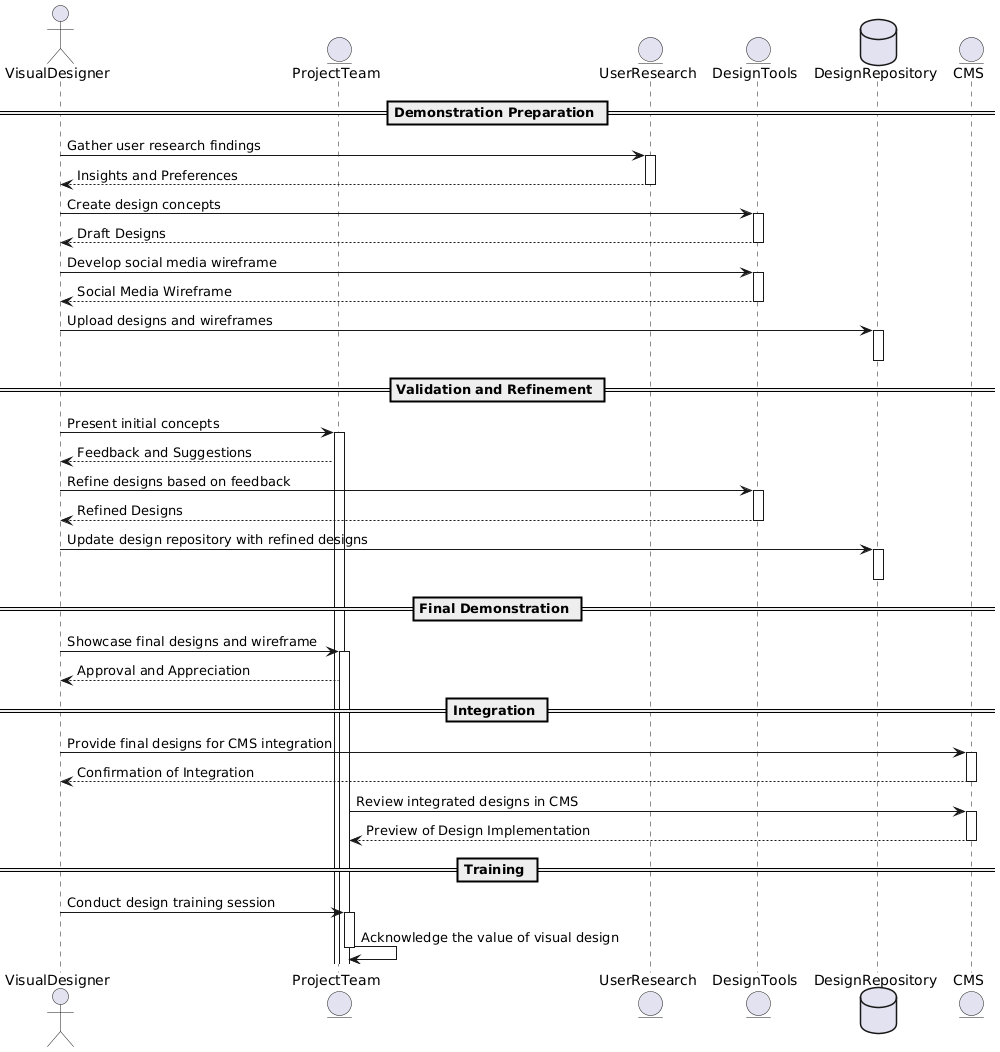 VisualDesigner
ProjectTeam
UserResearch
DesignTools
DesignRepository
CMS
Demonstration Preparation
Gather user research findings
Insights and Preferences
Create design concepts
Draft Designs
Develop social media wireframe
Social Media Wireframe
Upload designs and wireframes
Validation and Refinement
Present initial concepts
Feedback and Suggestions
Refine designs based on feedback
Refined Designs
Update design repository with refined designs
Final Demonstration
Showcase final designs and wireframe
Approval and Appreciation
Integration
Provide final designs for CMS integration
Confirmation of Integration
Review integrated designs in CMS
Preview of Design Implementation
Training
Conduct design training session
Acknowledge the value of visual design
VisualDesigner
ProjectTeam
UserResearch
DesignTools
DesignRepository
CMS